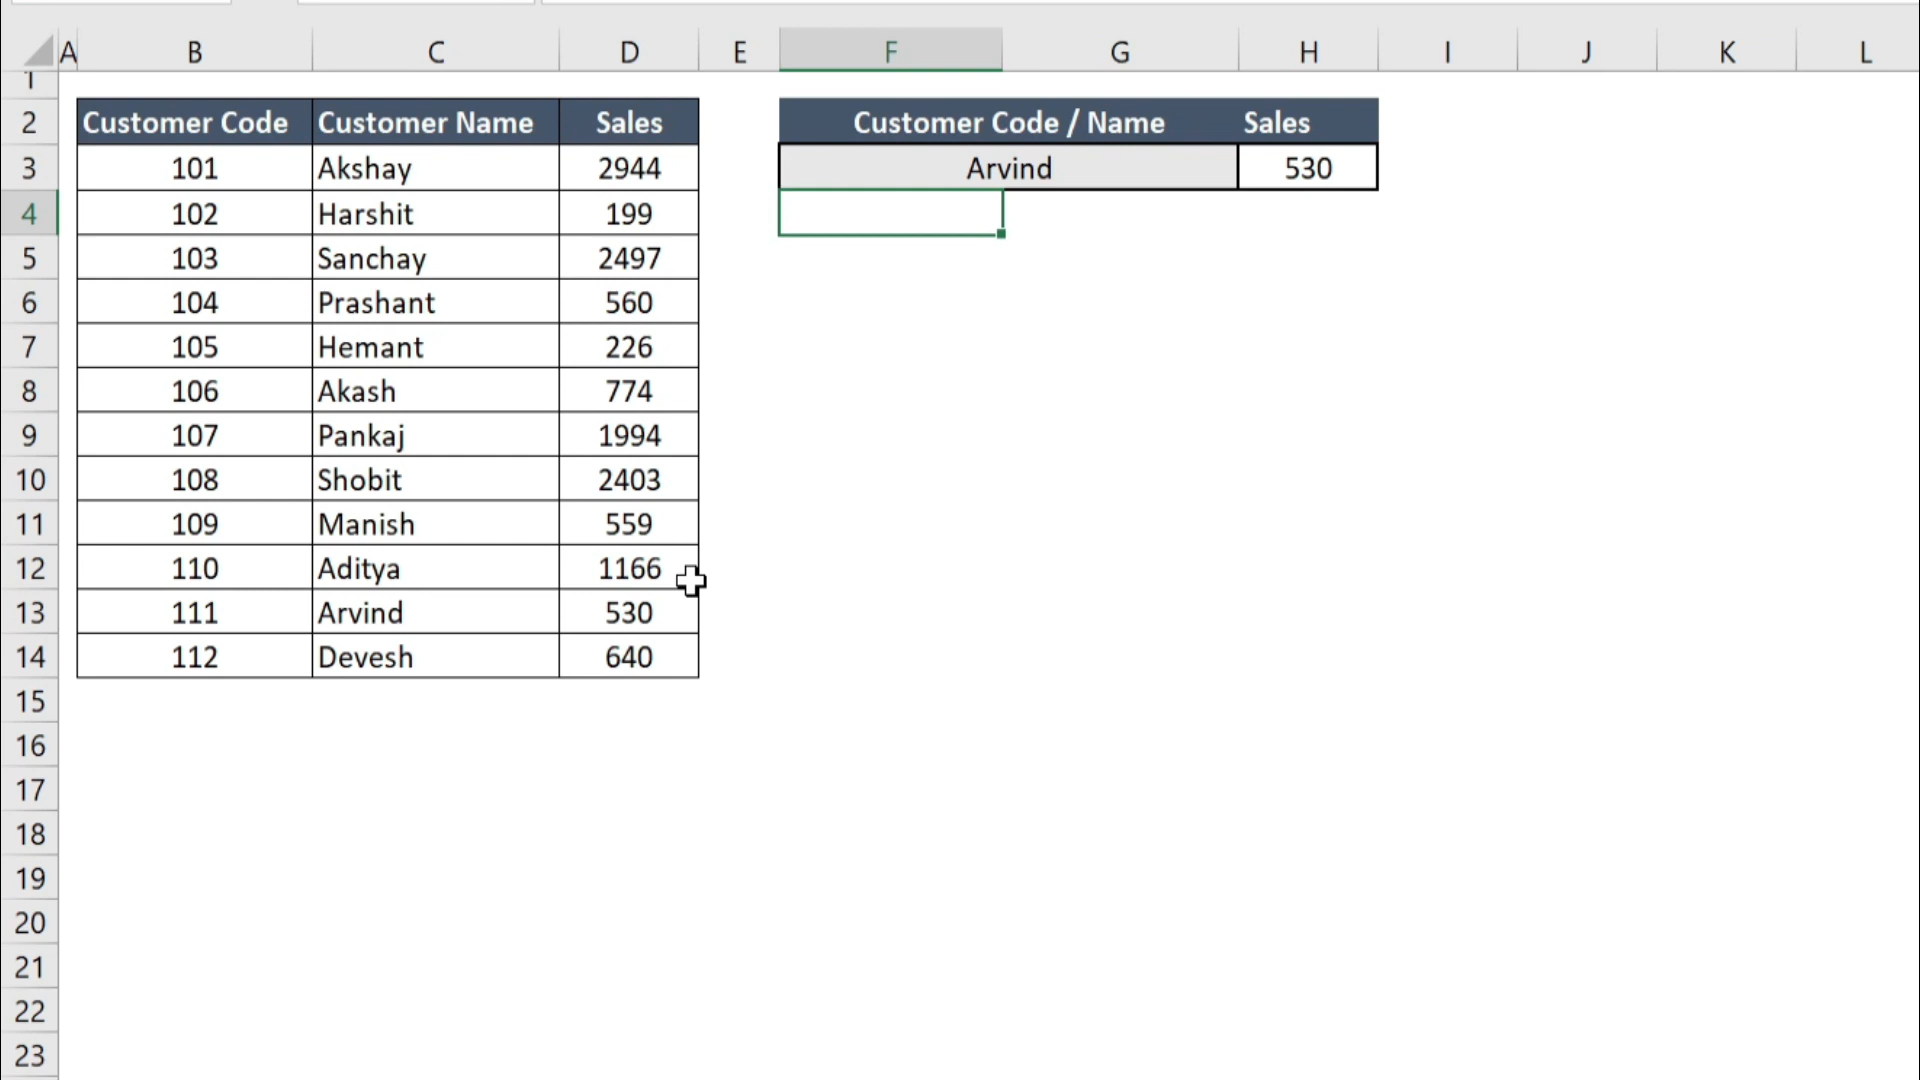 A B C D E F G H I J K L
1
2 Customer Code Customer Name Sales Customer Code / Name Sales
3 101 Akshay 2944 Arvind 530
4 102 Harshit 199
5 103 Sanchay 2497
6 104 Prashant 560
7 105 Hemant 226
8 106 Akash 774
9 107 Pankaj 1994
10 108 Shobit 2403
11 109 Manish 559
12 110 Aditya 1166
13 111 Arvind 530
14 112 Devesh 640
15
16
17
18
19
20
21
22
23